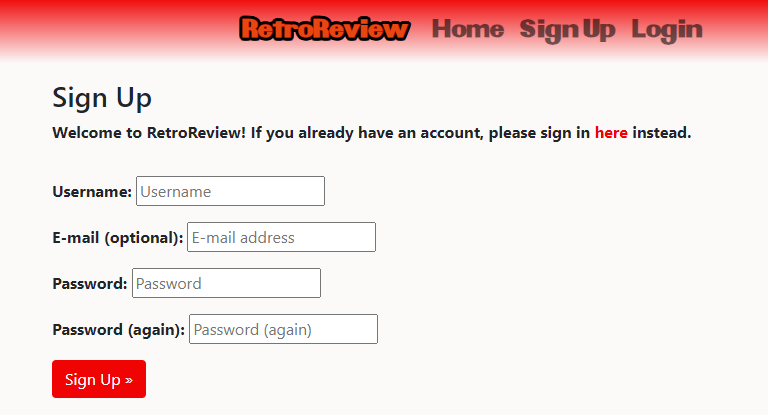 RetroReview Home Sign Up Login
Sign Up
Welcome to RetroReview! If you already have an account, please sign in here instead.
Username: Username
E-mail (optional): E-mail address
Password: Password
Password (again): Password (again)
Sign Up »